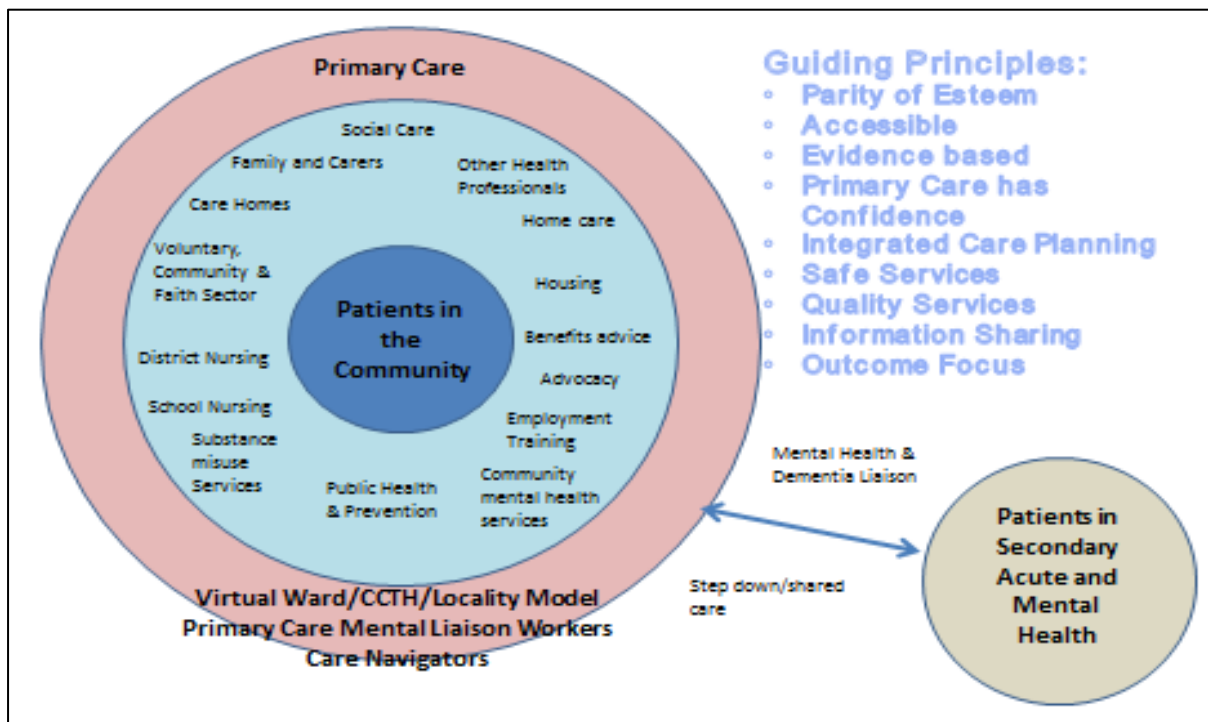 Primary Care
Social Care
Family and Carers
Other Health
Professionals
Care Homes
Home care
Voluntary,
Community &
Faith Sector
Housing
Patients in
the
Community
Benefits advice
District Nursing
Advocacy
School Nursing
Employment
Training
Substance
misuse
Services
Public Health
& Prevention
Community
mental health
services
Virtual Ward/CCTH/Locality Model
Primary Care Mental Liaison Workers
Care Navigators
Guiding Principles:
• Parity of Esteem
• Accessible
• Evidence based
• Primary Care has
Confidence
• Integrated Care Planning
• Safe Services
• Quality Services
• Information Sharing
• Outcome Focus
Mental Health &
Dementia Liaison
Step down/shared
care
Patients in
Secondary
Acute and
Mental
Health